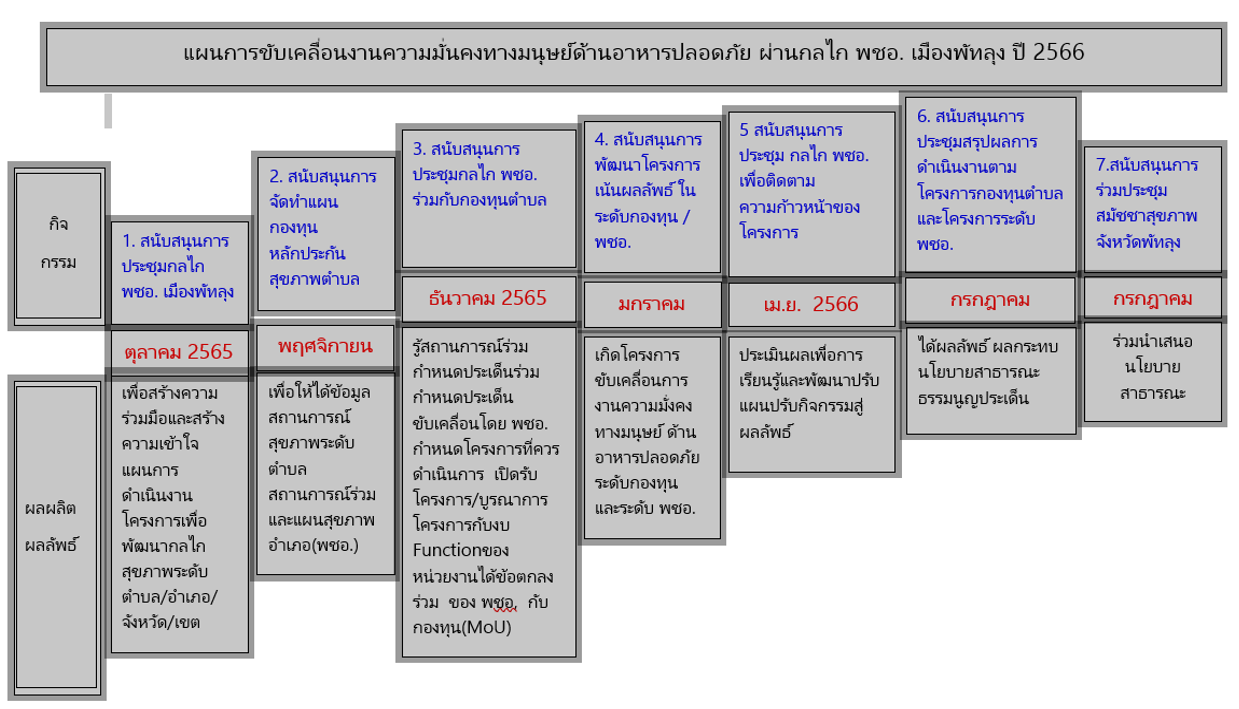 แผนการขับเคลื่อนงานความมั่นคงทางมนุษย์ด้านอาหารปลอดภัย ผ่านกลไก พชอ. เมืองพัทลุง ปี 2566
กิจ
กรรม
1. สนับสนุนการ
ประชุมกลไก
พชอ. เมืองพัทลุง
ตุลาคม 2565
2. สนับสนุนการ
จัดทำแผน
กองทุน
หลักประกัน
สุขภาพตำบล
พฤศจิกายน
3. สนับสนุนการ
ประชุมกลไก พชอ.
ร่วมกับกองทุนตำบล
ธันวาคม 2565
4. สนับสนุนการ
พัฒนาโครงการ
เน้นผลลัพธ์ ใน
ระดับกองทุน /
พชอ.
มกราคม
5 สนับสนุนการ
ประชุม กลไก พชอ.
เพื่อติดตาม
ความก้าวหน้าของ
โครงการ
เม.ย. 2566
6. สนับสนุนการ
ประชุมสรุปผลการ
ดำเนินงานตาม
โครงการกองทุนตำบล
และโครงการระดับ
พชอ.
กรกฎาคม
7.สนับสนุนการ
ร่วมประชุม
สมัชชาสุขภาพ
จังหวัดพัทลุง
กรกฎาคม
ผลผลิต
ผลลัพธ์
เพื่อสร้างความ
ร่วมมือและสร้าง
ความเข้าใจ
แผนการ
ดำเนินงาน
โครงการเพื่อ
พัฒนากลไก
สุขภาพระดับ
ตำบล/อำเภอ/
จังหวัด/เขต
เพื่อให้ได้ข้อมูล
สถานการณ์
สุขภาพระดับ
ตำบล
สถานการณ์ร่วม
และแผนสุขภาพ
อำเภอ(พชอ.)
รู้สถานการณ์ร่วม
กำหนดประเด็นร่วม
กำหนดประเด็น
ขับเคลื่อนโดย พชอ.
กำหนดโครงการที่ควร
ดำเนินการ เปิดรับ
โครงการ/บูรณาการ
โครงการกับงบ
Functionของ
หน่วยงานได้ข้อตกลง
ร่วม ของ พชอ. กับ
กองทุน(MoU)
เกิดโครงการ
ขับเคลื่อนการ
งานความมั่งคง
ทางมนุษย์ ด้าน
อาหารปลอดภัย
ระดับกองทุน
และระดับ พชอ.
ประเมินผลเพื่อการ
เรียนรู้และพัฒนาปรับ
แผนปรับกิจกรรมสู่
ผลลัพธ์
ได้ผลลัพธ์ ผลกระทบ
นโยบายสาธารณะ
ธรรมนูญประเด็น
ร่วมนำเสนอ
นโยบาย
สาธารณะ